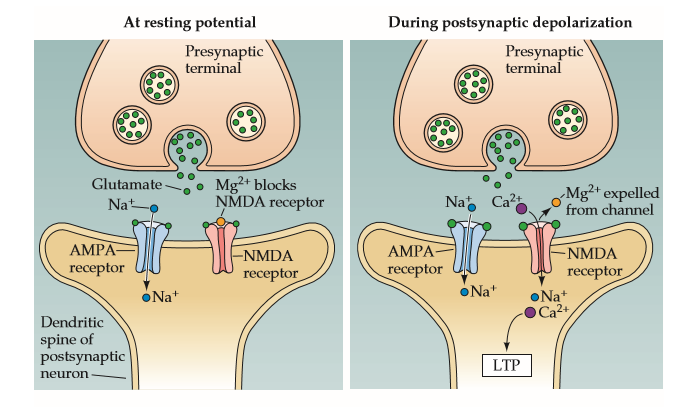 At resting potential
Presynaptic
terminal
Glutamate
Mg²⁺ blocks
NMDA receptor
Na⁺
AMPA
receptor
NMDA
receptor
Na⁺
Dendritic
spine of
postsynaptic
neuron
During postsynaptic depolarization
Presynaptic
terminal
Na⁺
Ca²⁺
Mg²⁺ expelled
from channel
AMPA
receptor
NMDA
receptor
Na⁺
Na⁺
Ca²⁺
LTP